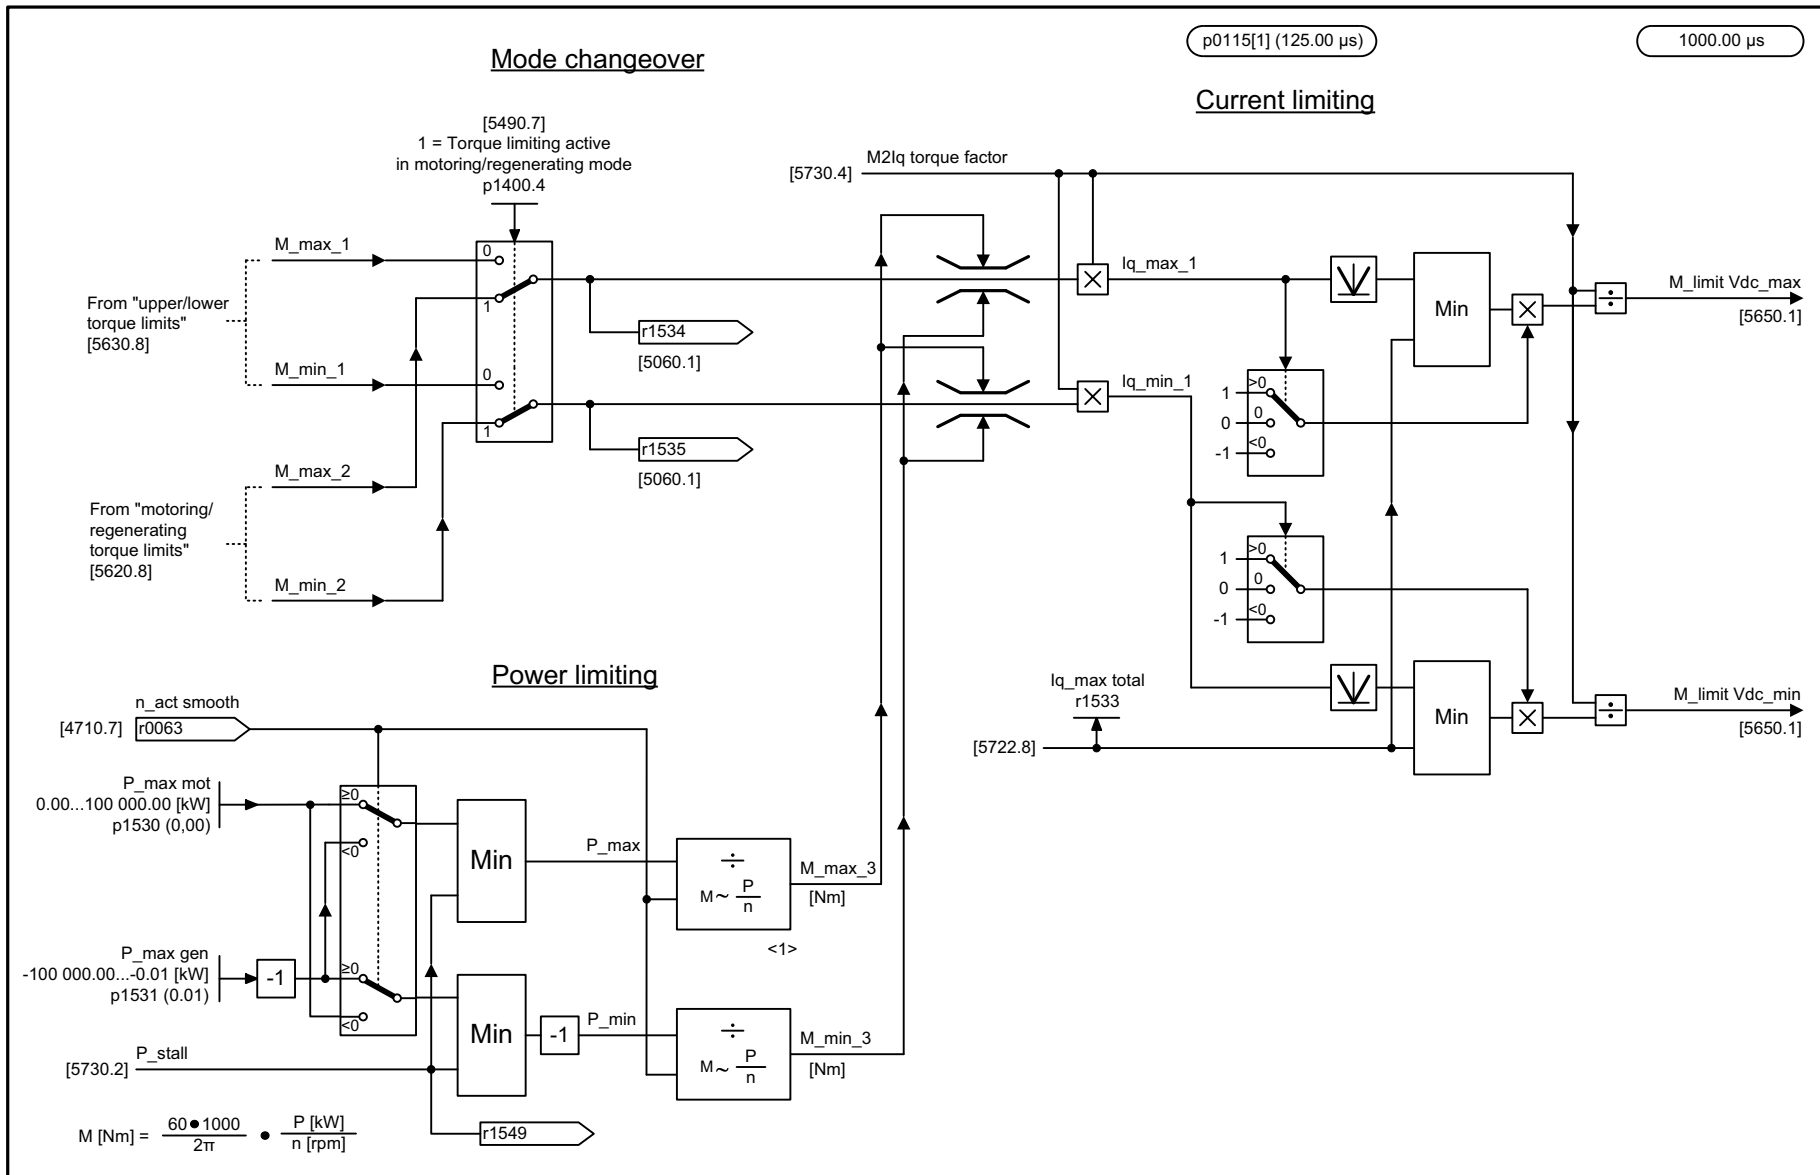 p0115[1] (125.00 µs)
1000.00 µs
Mode changeover
Current limiting
[5490.7]
1 = Torque limiting active
in motoring/regenerating mode
p1400.4
M2Iq torque factor
[5730.4]
M_max_1
0
1
From "upper/lower
torque limits"
[5630.8]
M_min_1
0
1
r1534
[5060.1]
r1535
[5060.1]
M_max_2
From "motoring/
regenerating
torque limits"
[5620.8]
M_min_2
Iq_max_1
Min
M_limit Vdc_max
[5650.1]
Iq_min_1
1
>0
0
0
-1
<0
1
>0
0
0
-1
<0
Iq_max total
r1533
[5722.8]
Min
M_limit Vdc_min
[5650.1]
Power limiting
n_act smooth
[4710.7]
r0063
P_max mot
0.00...100 000.00 [kW]
p1530 (0,00)
≥0
<0
Min
P_max
÷
M ~ P
n
M_max_3
[Nm]
<1>
P_max gen
-100 000.00...-0.01 [kW]
p1531 (0.01)
-1
≥0
<0
Min
-1
P_min
÷
M ~ P
n
M_min_3
[Nm]
P_stall
[5730.2]
r1549
M [Nm] = 60●1000 ● P [kW]
2π n [rpm]